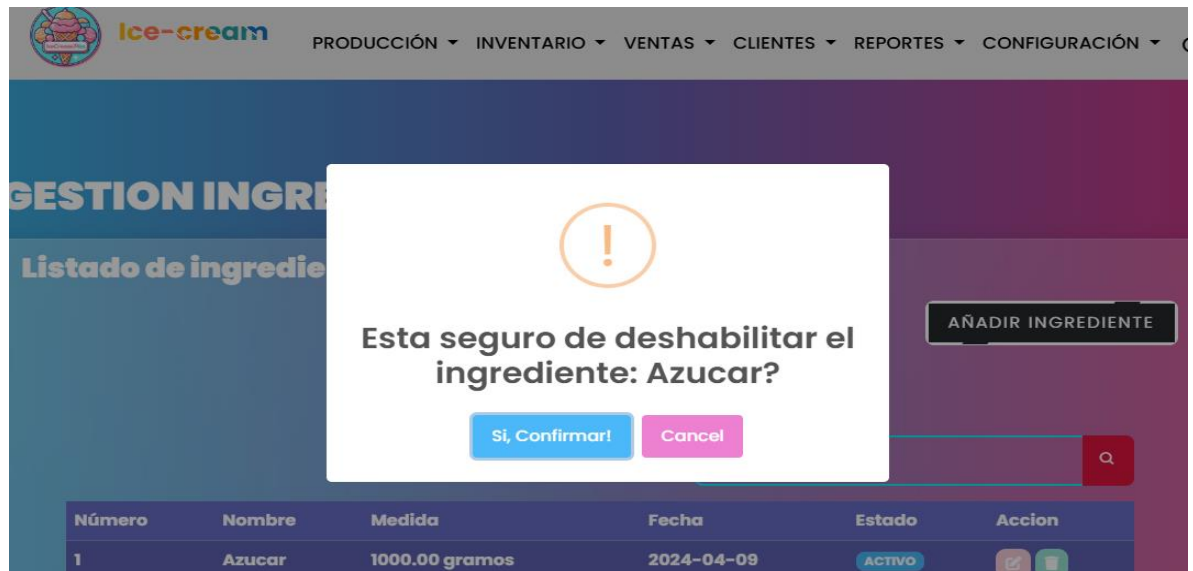 Ice-cream
PRODUCCIÓN INVENTARIO VENTAS CLIENTES REPORTES CONFIGURACIÓN
GESTION
Listado de
AÑADIR INGREDIENTE
Esta seguro de deshabilitar el
ingrediente: Azucar?
Si, Confirmar! Cancel
Número Nombre Medida Fecha Estado Accion
1 Azucar 1000.00 gramos 2024-04-09 ACTIVO